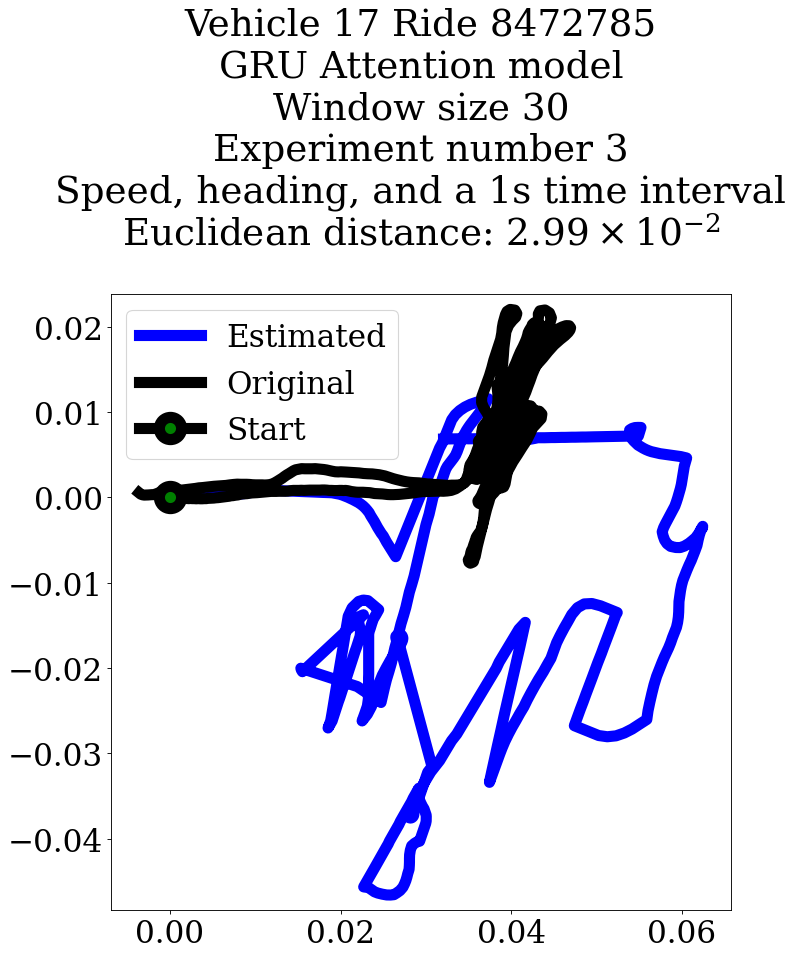 Vehicle 17 Ride 8472785
GRU Attention model
Window size 30
Experiment number 3
Speed, heading, and a 1s time interval
Euclidean distance: 2.99 × 10⁻²
Estimated
Original
Start
0.02
0.01
0.00
−0.01
−0.02
−0.03
−0.04
0.00 0.02 0.04 0.06